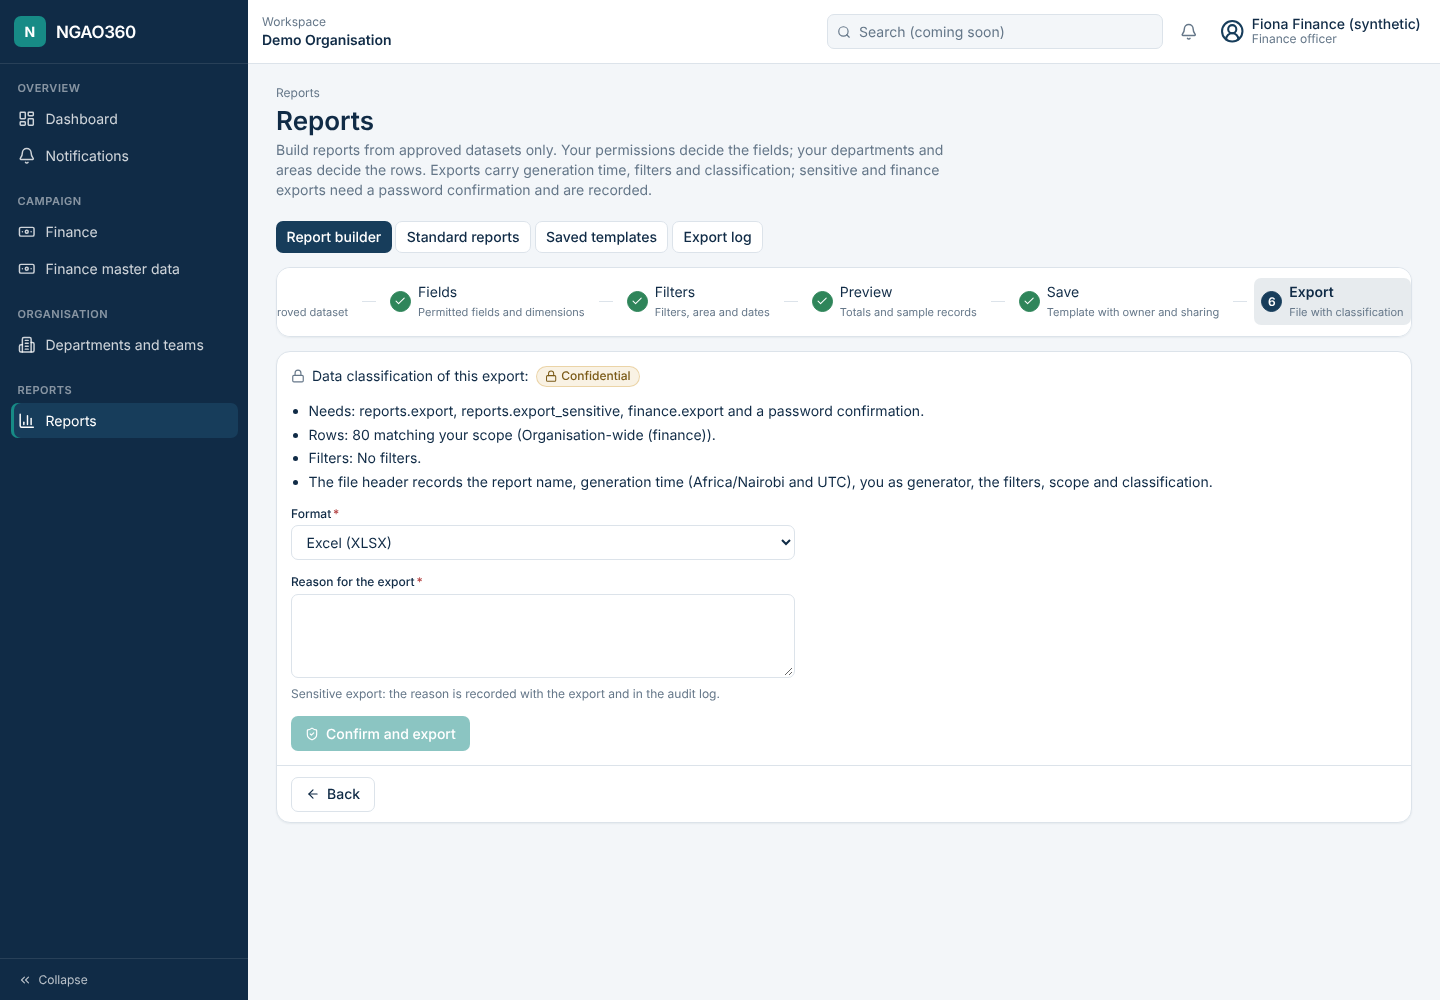 N NGAO360
Workspace
Demo Organisation
Search (coming soon)
Fiona Finance (synthetic)
Finance officer
OVERVIEW
Dashboard
Notifications
CAMPAIGN
Finance
Finance master data
ORGANISATION
Departments and teams
REPORTS
Reports
Collapse
Reports
Reports
Build reports from approved datasets only. Your permissions decide the fields; your departments and
areas decide the rows. Exports carry generation time, filters and classification; sensitive and finance
exports need a password confirmation and are recorded.
Report builder
Standard reports
Saved templates
Export log
roved dataset
Fields
Permitted fields and dimensions
Filters
Filters, area and dates
Preview
Totals and sample records
Save
Template with owner and sharing
6
Export
File with classification
Data classification of this export: Confidential
Needs: reports.export, reports.export_sensitive, finance.export and a password confirmation.
Rows: 80 matching your scope (Organisation-wide (finance)).
Filters: No filters.
The file header records the report name, generation time (Africa/Nairobi and UTC), you as generator, the filters, scope and classification.
Format*
Excel (XLSX)
Reason for the export*
Sensitive export: the reason is recorded with the export and in the audit log.
Confirm and export
Back